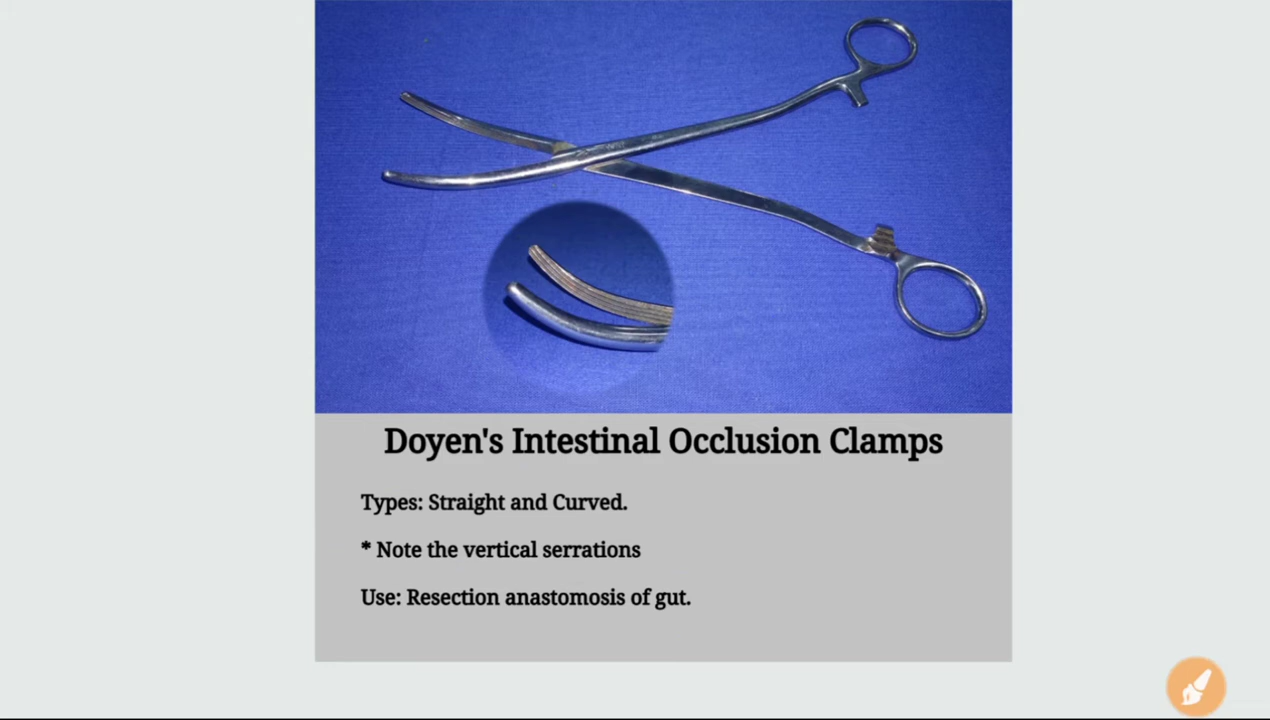 Doyen's Intestinal Occlusion Clamps
Types: Straight and Curved.
* Note the vertical serrations
Use: Resection anastomosis of gut.